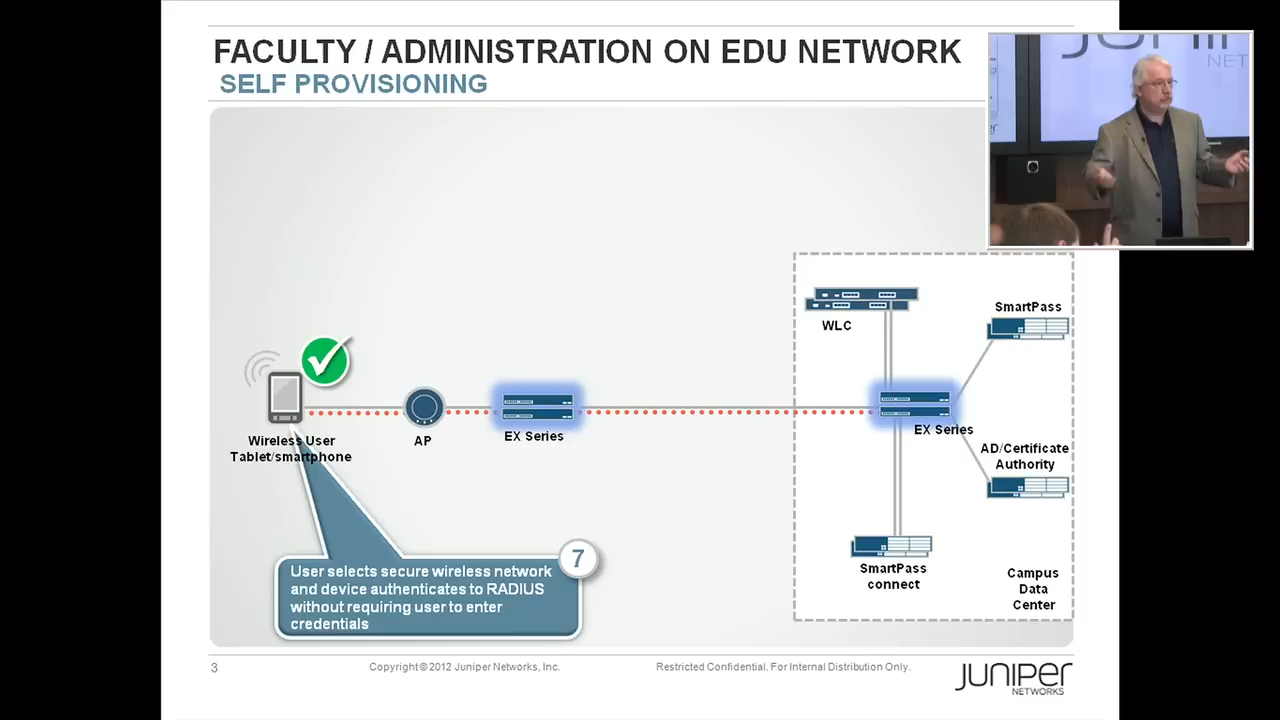 FACULTY / ADMINISTRATION ON EDU NETWORK
SELF PROVISIONING
NET
WLC
SmartPass
EX Series
AD/Certificate
Authority
Wireless User
Tablet/smartphone
AP
EX Series
SmartPass
connect
Campus
Data
Center
7
User selects secure wireless network
and device authenticates to RADIUS
without requiring user to enter
credentials
3
Copyright © 2012 Juniper Networks, Inc.
Restricted Confidential. For Internal Distribution Only.
JUNIPER
NETWORKS